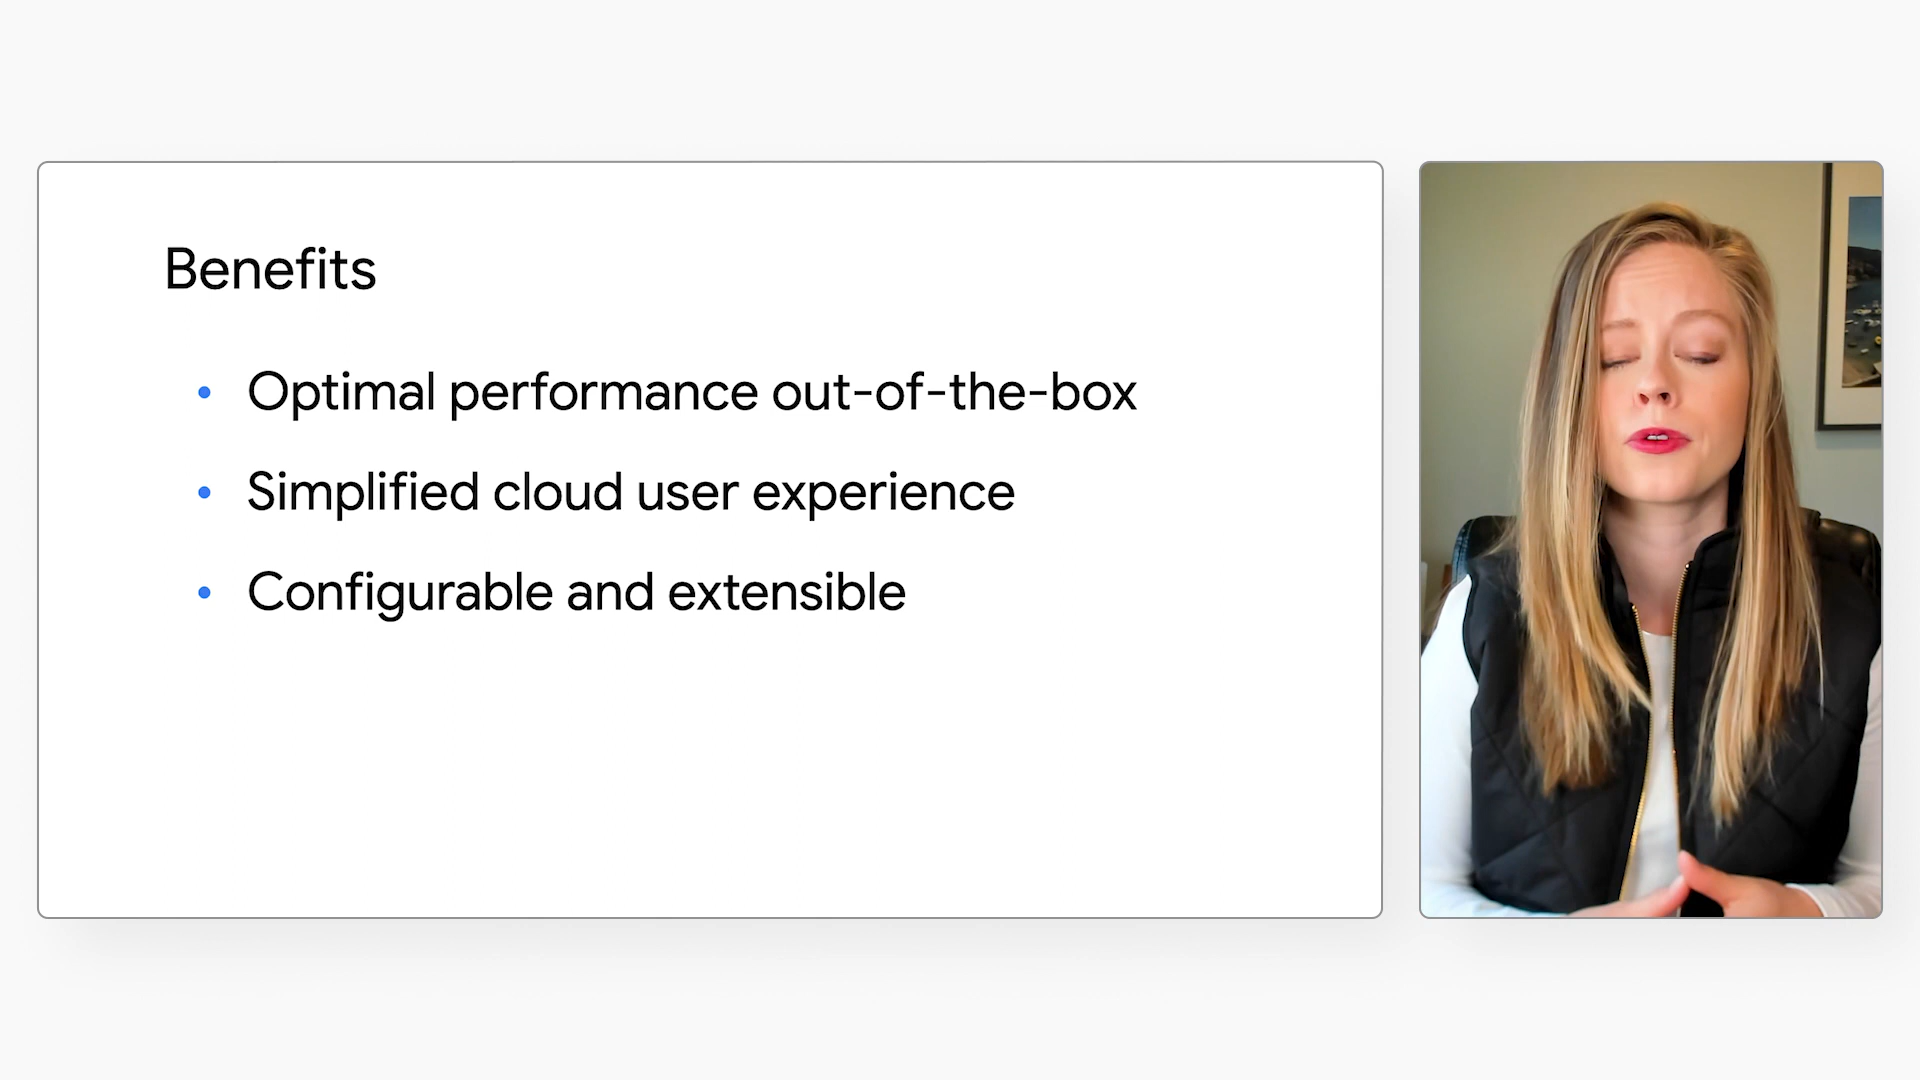 Benefits
• Optimal performance out-of-the-box
• Simplified cloud user experience
• Configurable and extensible